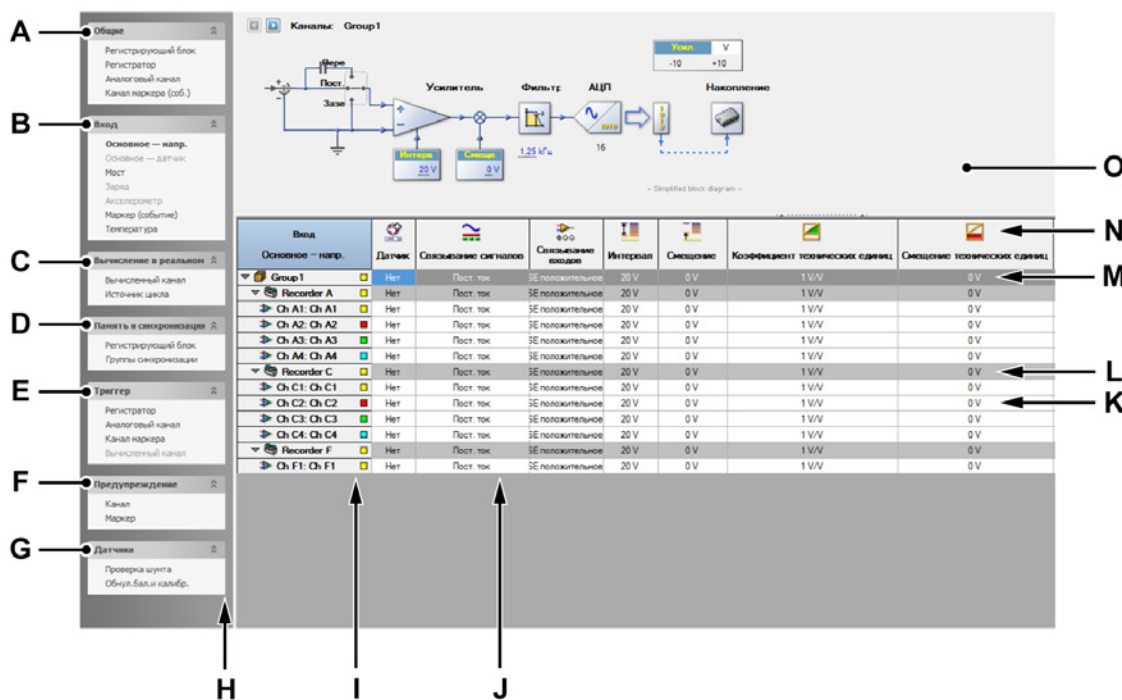 A
B
C
D
E
F
G
H
I
J
K
L
M
N
O
Общие
Регистрирующий блок
Регистратор
Аналоговый канал
Канал маркера (соб.)
Вход
Основное — напр.
Основное — датчик
Мост
Заряд
Акселерометр
Маркер (событие)
Температура
Вычисление в реальном
Вычисленный канал
Источник цикла
Память и синхронизация
Регистрирующий блок
Группы синхронизации
Триггер
Регистратор
Аналоговый канал
Канал маркера
Вычисленный канал
Предупреждение
Канал
Маркер
Датчики
Проверка шунта
Обнул.бал.и калибр.
Каналы: Group1
Пере
Пост.
Зазе
Усилитель
Фильтр
АЦП
Накопление
Усил. V
-10 +10
Интерв
20 V
Смеще
0 V
1.25 кГц
16
~ Simplified block diagram ~
Вход
Основное — напр. Датчик Связывание сигналов Связывание входов Интервал Смещение Коэффициент технических единиц Смещение технических единиц
Group1 Нет Пост. ток SE положительное 20 V 0 V 1 V/V 0 V
Recorder A Нет Пост. ток SE положительное 20 V 0 V 1 V/V 0 V
Ch A1: Ch A1 Нет Пост. ток SE положительное 20 V 0 V 1 V/V 0 V
Ch A2: Ch A2 Нет Пост. ток SE положительное 20 V 0 V 1 V/V 0 V
Ch A3: Ch A3 Нет Пост. ток SE положительное 20 V 0 V 1 V/V 0 V
Ch A4: Ch A4 Нет Пост. ток SE положительное 20 V 0 V 1 V/V 0 V
Recorder C Нет Пост. ток SE положительное 20 V 0 V 1 V/V 0 V
Ch C1: Ch C1 Нет Пост. ток SE положительное 20 V 0 V 1 V/V 0 V
Ch C2: Ch C2 Нет Пост. ток SE положительное 20 V 0 V 1 V/V 0 V
Ch C3: Ch C3 Нет Пост. ток SE положительное 20 V 0 V 1 V/V 0 V
Ch C4: Ch C4 Нет Пост. ток SE положительное 20 V 0 V 1 V/V 0 V
Recorder F Нет Пост. ток SE положительное 20 V 0 V 1 V/V 0 V
Ch F1: Ch F1 Нет Пост. ток SE положительное 20 V 0 V 1 V/V 0 V